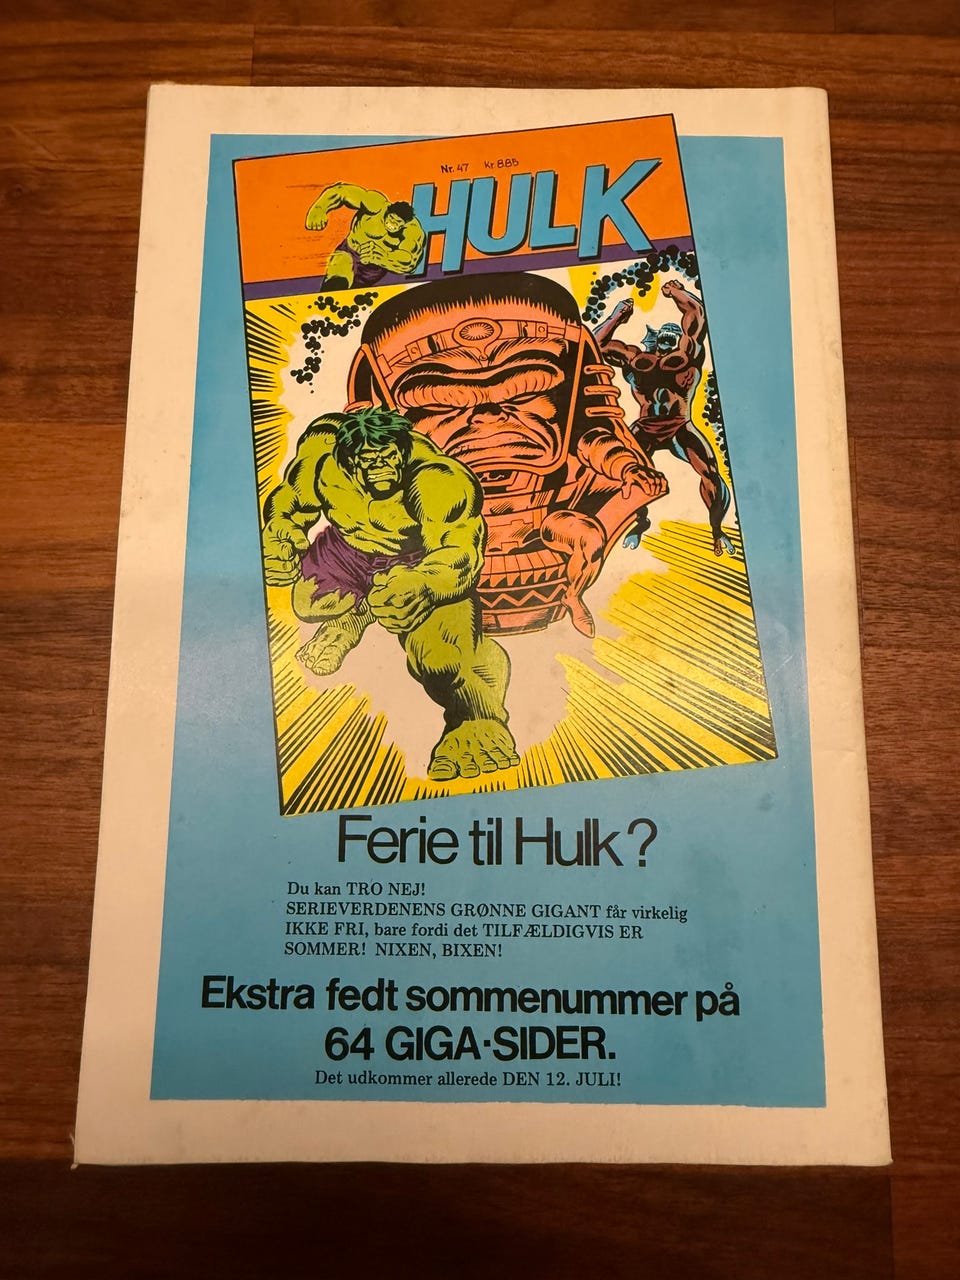 Nr. 47 Kr. 8.85
HULK
Ferie til Hulk?
Du kan TRO NEJ!
SERIEVERDENENS GRØNNE GIGANT får virkelig
IKKE FRI, bare fordi det TILFÆLDIGVIS ER
SOMMER! NIXEN, BIXEN!
Ekstra fedt sommenummer på
64 GIGA·SIDER.
Det udkommer allerede DEN 12. JULI!